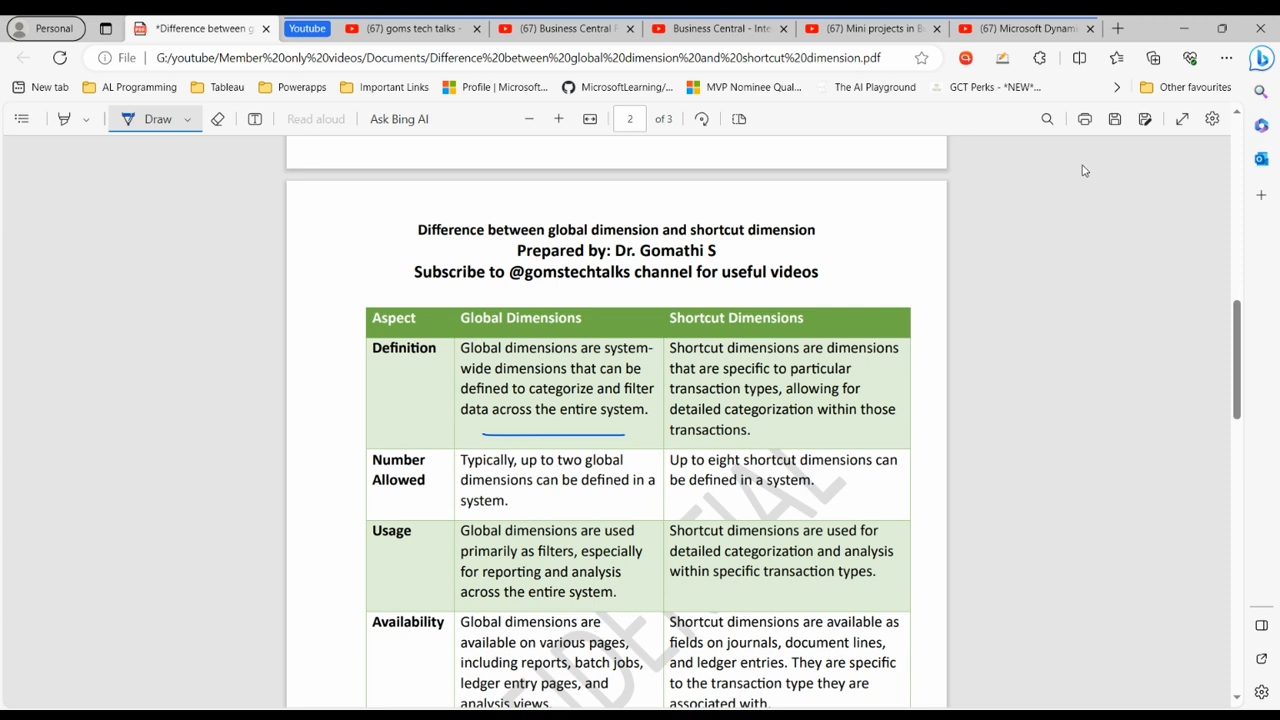 Personal
*Difference between g
Youtube
(67) goms tech talks -
(67) Business Central F
Business Central - Inte
(67) Mini projects in B
(67) Microsoft Dynam
File
G:/youtube/Member%20only%20videos/Documents/Difference%20between%20global%20dimension%20and%20shortcut%20dimension.pdf
New tab
AL Programming
Tableau
Powerapps
Important Links
Profile | Microsoft...
MicrosoftLearning/...
MVP Nominee Qual...
The AI Playground
GCT Perks - *NEW*...
Other favourites
Draw
Read aloud
Ask Bing AI
2
of 3
Difference between global dimension and shortcut dimension
Prepared by: Dr. Gomathi S
Subscribe to @gomstechtalks channel for useful videos
Aspect
Global Dimensions
Shortcut Dimensions
Definition
Global dimensions are system-
wide dimensions that can be
defined to categorize and filter
data across the entire system.
Shortcut dimensions are dimensions
that are specific to particular
transaction types, allowing for
detailed categorization within those
transactions.
Number
Allowed
Typically, up to two global
dimensions can be defined in a
system.
Up to eight shortcut dimensions can
be defined in a system.
Usage
Global dimensions are used
primarily as filters, especially
for reporting and analysis
across the entire system.
Shortcut dimensions are used for
detailed categorization and analysis
within specific transaction types.
Availability
Global dimensions are
available on various pages,
including reports, batch jobs,
ledger entry pages, and
analysis views.
Shortcut dimensions are available as
fields on journals, document lines,
and ledger entries. They are specific
to the transaction type they are
associated with.